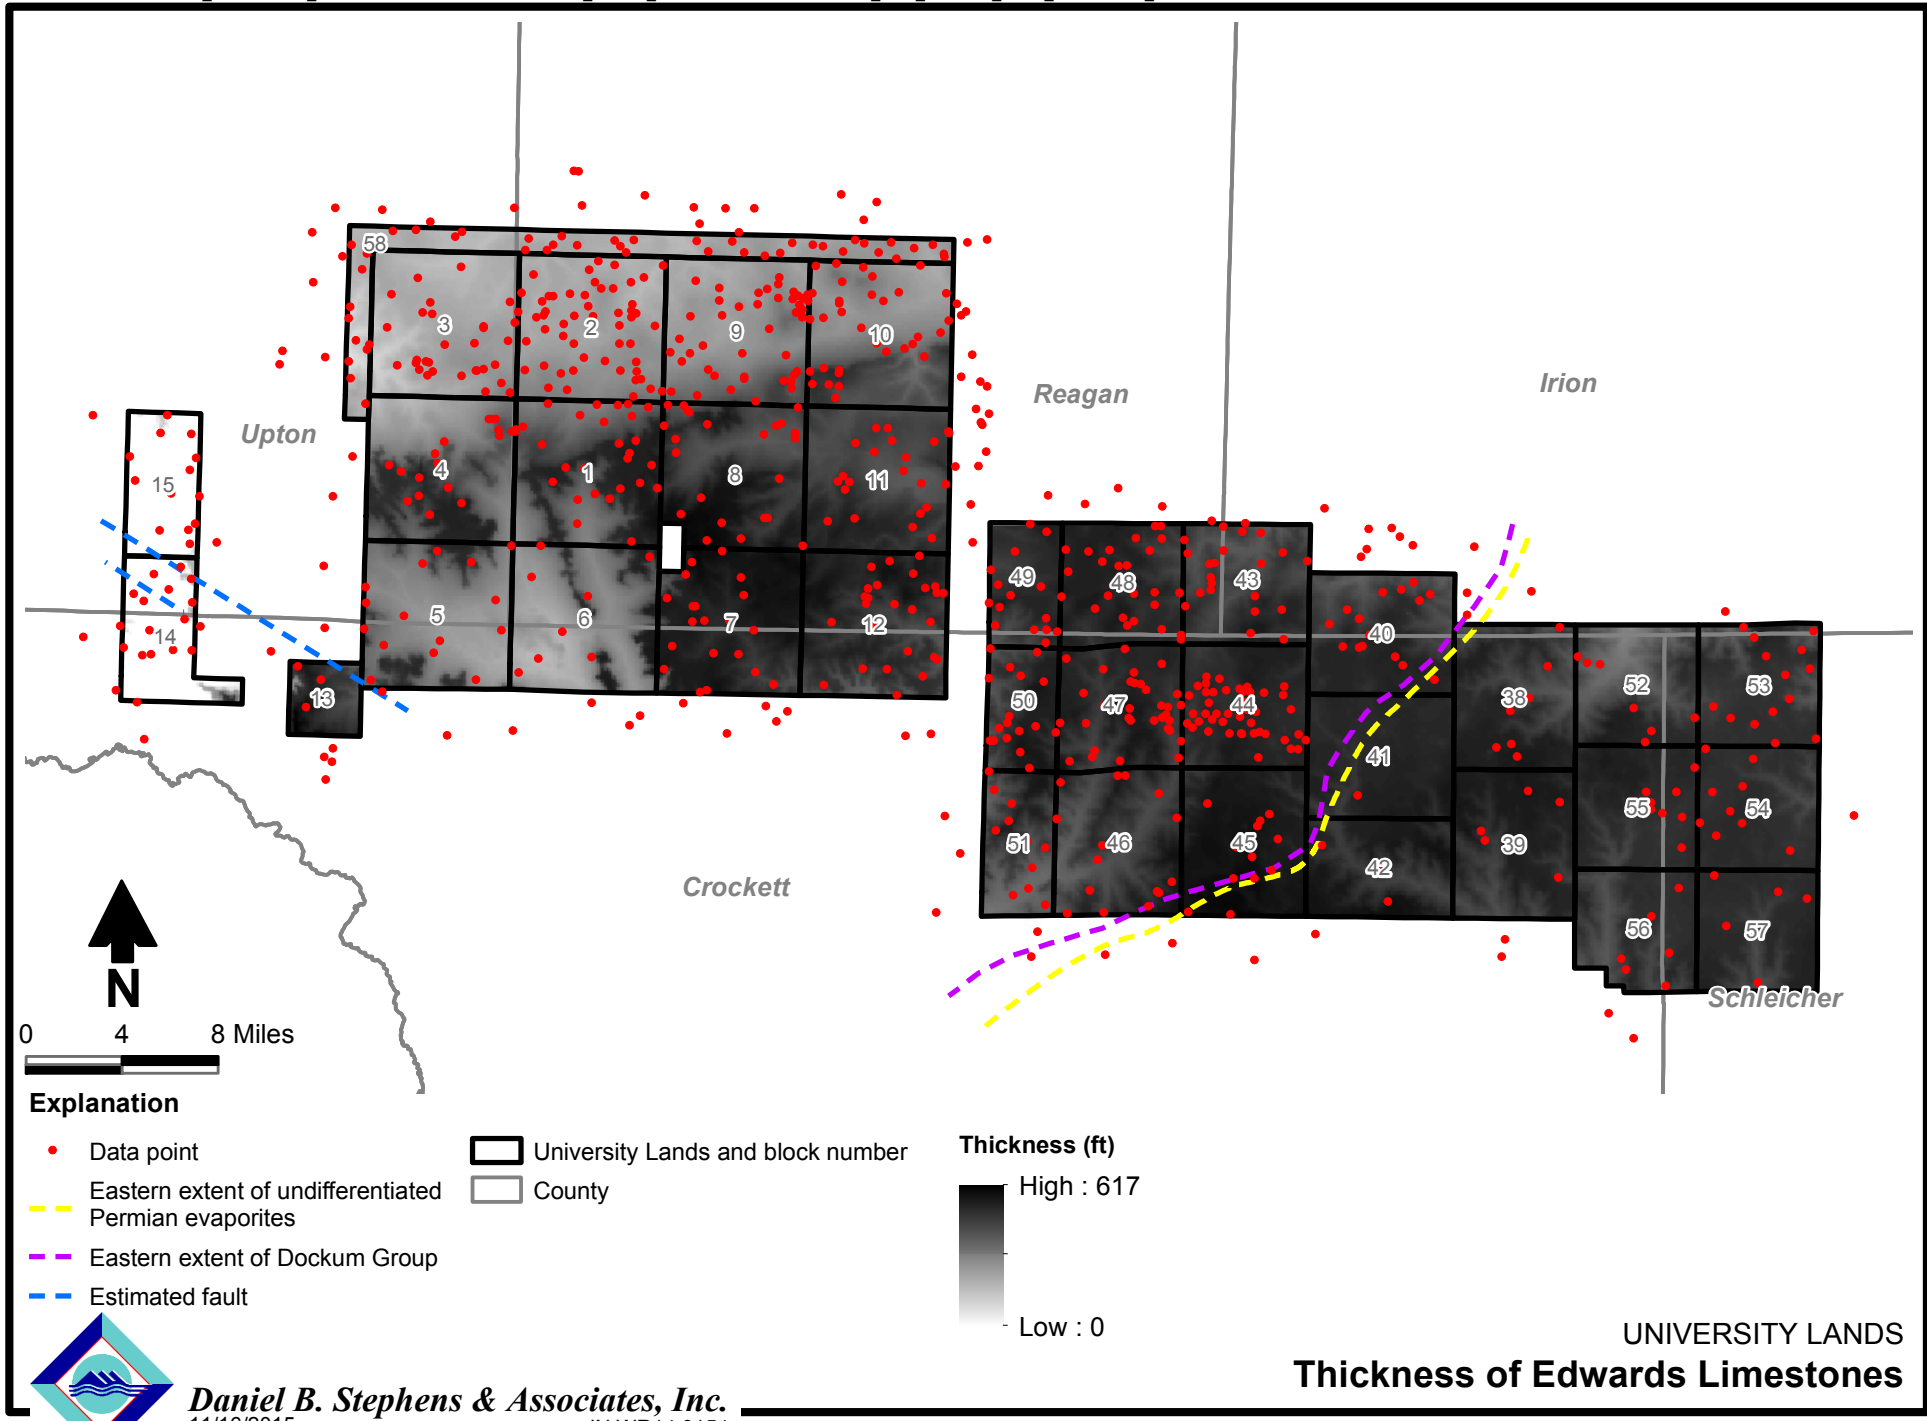 58
3
2
9
10
Reagan
Irion
Upton
4
1
8
11
15
49
48
43
5
6
7
12
14
40
13
50
47
44
38
52
53
41
55
54
51
46
45
42
39
Crockett
56
57
Schleicher
N
0 4 8 Miles
Explanation
Data point
Eastern extent of undifferentiated
Permian evaporites
Eastern extent of Dockum Group
Estimated fault
University Lands and block number
County
Thickness (ft)
High : 617
Low : 0
UNIVERSITY LANDS
Thickness of Edwards Limestones
Daniel B. Stephens & Associates, Inc.